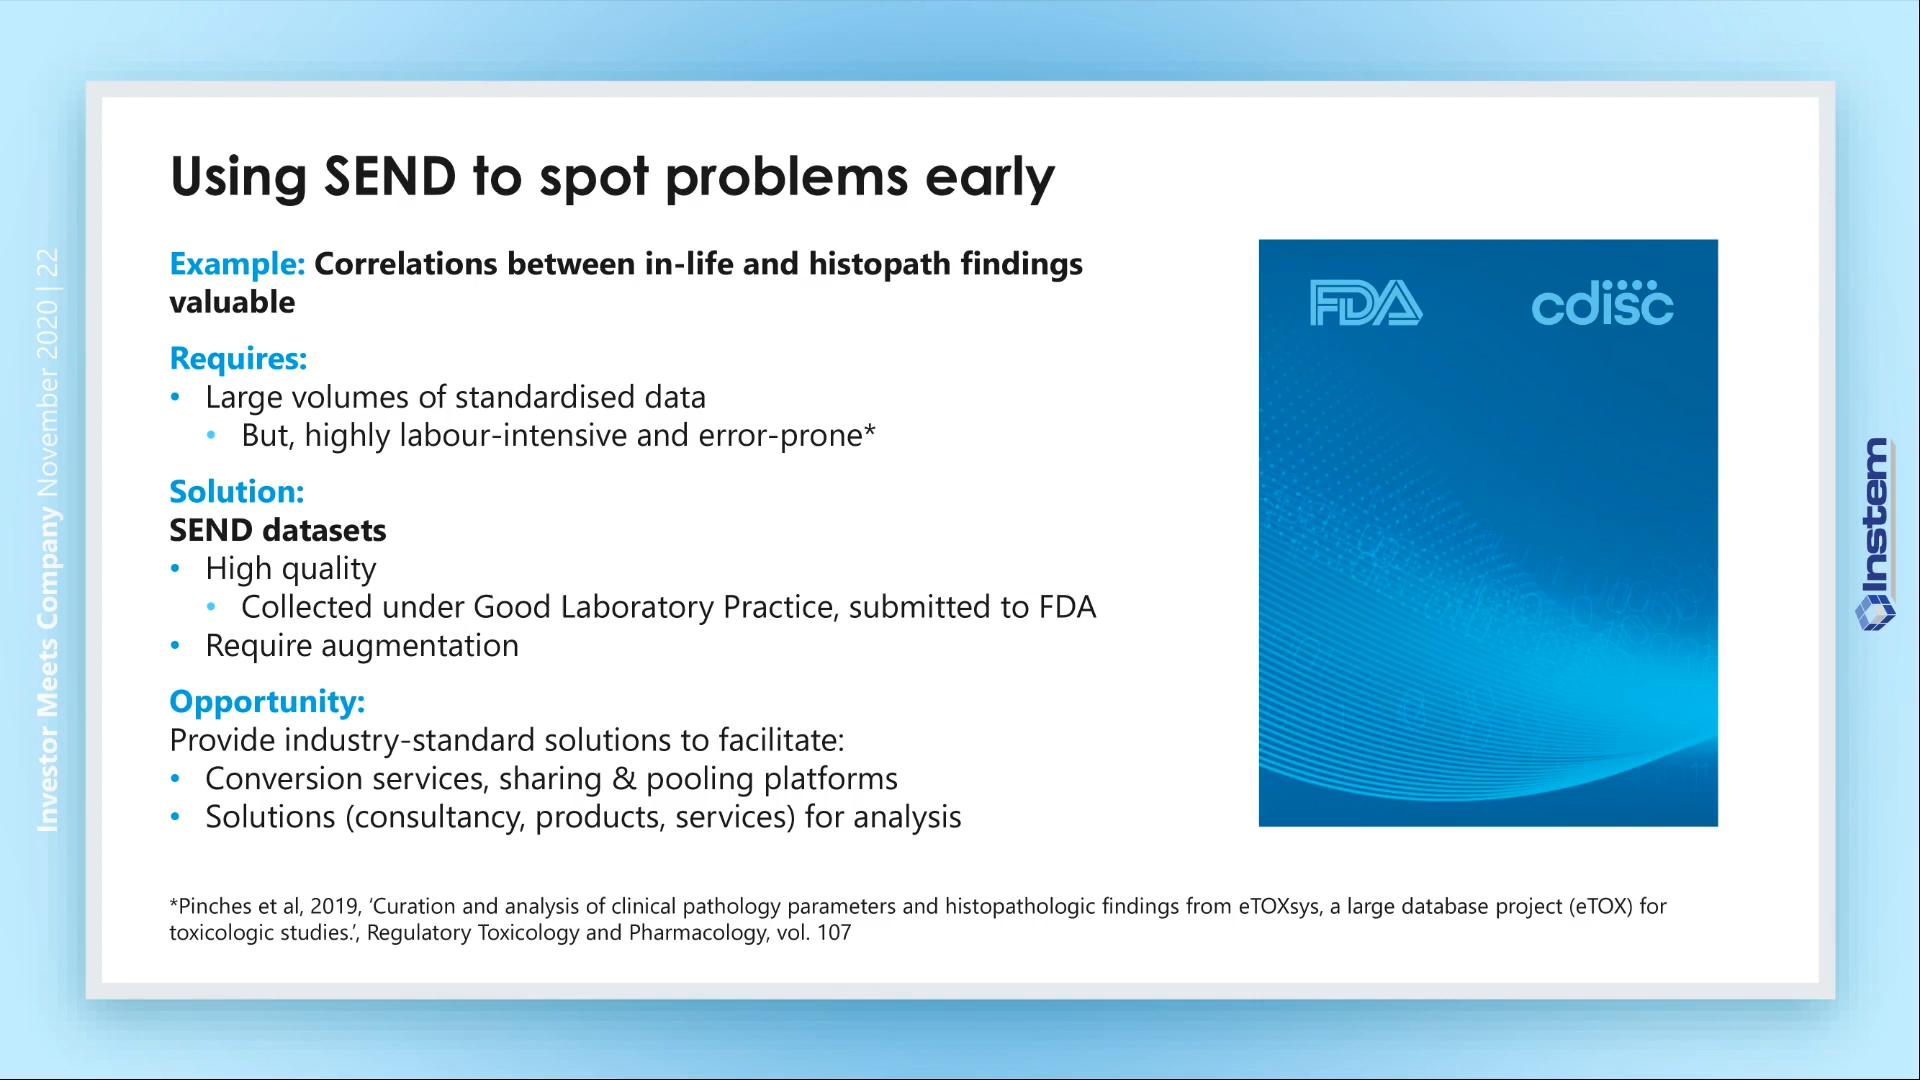 Using SEND to spot problems early
Example: Correlations between in-life and histopath findings
valuable
Requires:
• Large volumes of standardised data
• But, highly labour-intensive and error-prone*
Solution:
SEND datasets
• High quality
• Collected under Good Laboratory Practice, submitted to FDA
• Require augmentation
Opportunity:
Provide industry-standard solutions to facilitate:
• Conversion services, sharing & pooling platforms
• Solutions (consultancy, products, services) for analysis
*Pinches et al, 2019, ‘Curation and analysis of clinical pathology parameters and histopathologic findings from eTOXsys, a large database project (eTOX) for
toxicologic studies.’, Regulatory Toxicology and Pharmacology, vol. 107
FDA
cdisc
Investor Meets Company November 2020 | 22
Instem